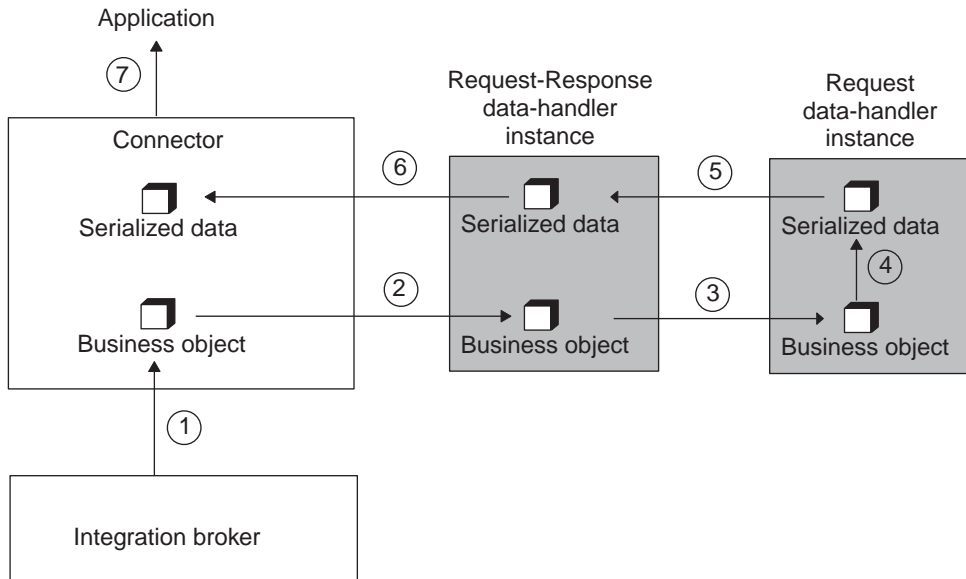 Application
7
Request-Response
data-handler
instance
Request
data-handler
instance
Connector
6
5
Serialized data
Serialized data
Serialized data
4
2
3
Business object
Business object
Business object
1
Integration broker